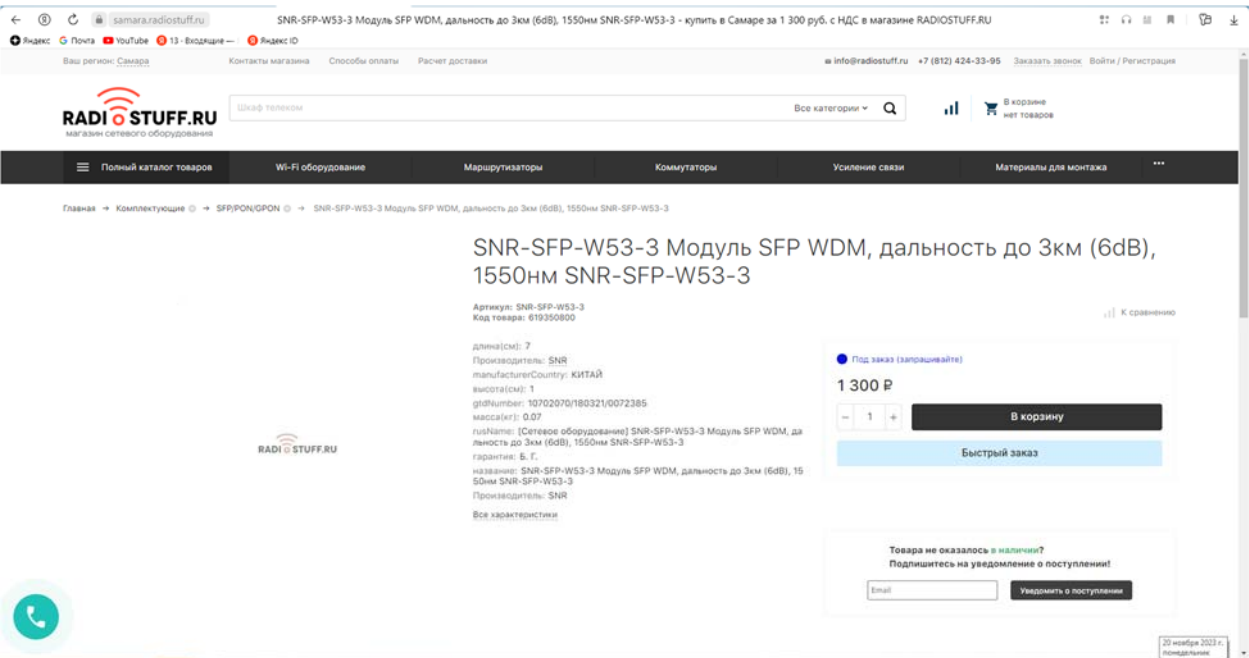 samara.radiostuff.ru
SNR-SFP-W53-3 Модуль SFP WDM, дальность до 3км (6dB), 1550нм SNR-SFP-W53-3 - купить в Самаре за 1 300 руб. с НДС в магазине RADIOSTUFF.RU
Яндекс Почта YouTube 13 · Входящие — Яндекс ID
Ваш регион: Самара Контакты магазина Способы оплаты Расчет доставки info@radiostuff.ru +7 (812) 424-33-95 Заказать звонок Войти / Регистрация
RADIOSTUFF.RU
магазин сетевого оборудования
Шкаф телеком Все категории
В корзине
нет товаров
Полный каталог товаров Wi-Fi оборудование Маршрутизаторы Коммутаторы Усиление связи Материалы для монтажа ...
Главная → Комплектующие → SFP/PON/GPON → SNR-SFP-W53-3 Модуль SFP WDM, дальность до 3км (6dB), 1550нм SNR-SFP-W53-3
SNR-SFP-W53-3 Модуль SFP WDM, дальность до 3км (6dB),
1550нм SNR-SFP-W53-3
Артикул: SNR-SFP-W53-3
Код товара: 619350800
К сравнению
длина(см): 7
Производитель: SNR
manufacturerCountry: КИТАЙ
высота(см): 1
gtdNumber: 10702070/180321/0072385
масса(кг): 0.07
rusName: [Сетевое оборудование] SNR-SFP-W53-3 Модуль SFP WDM, да
льность до 3км (6dB), 1550нм SNR-SFP-W53-3
гарантия: Б. Г.
название: SNR-SFP-W53-3 Модуль SFP WDM, дальность до 3км (6dB), 15
50нм SNR-SFP-W53-3
Производитель: SNR
Все характеристики
Под заказ (запрашивайте)
1 300 ₽
– 1 + В корзину
Быстрый заказ
RADIOSTUFF.RU
Товара не оказалось в наличии?
Подпишитесь на уведомление о поступлении!
Email Уведомить о поступлении
20 ноября 2023 г.
понедельник